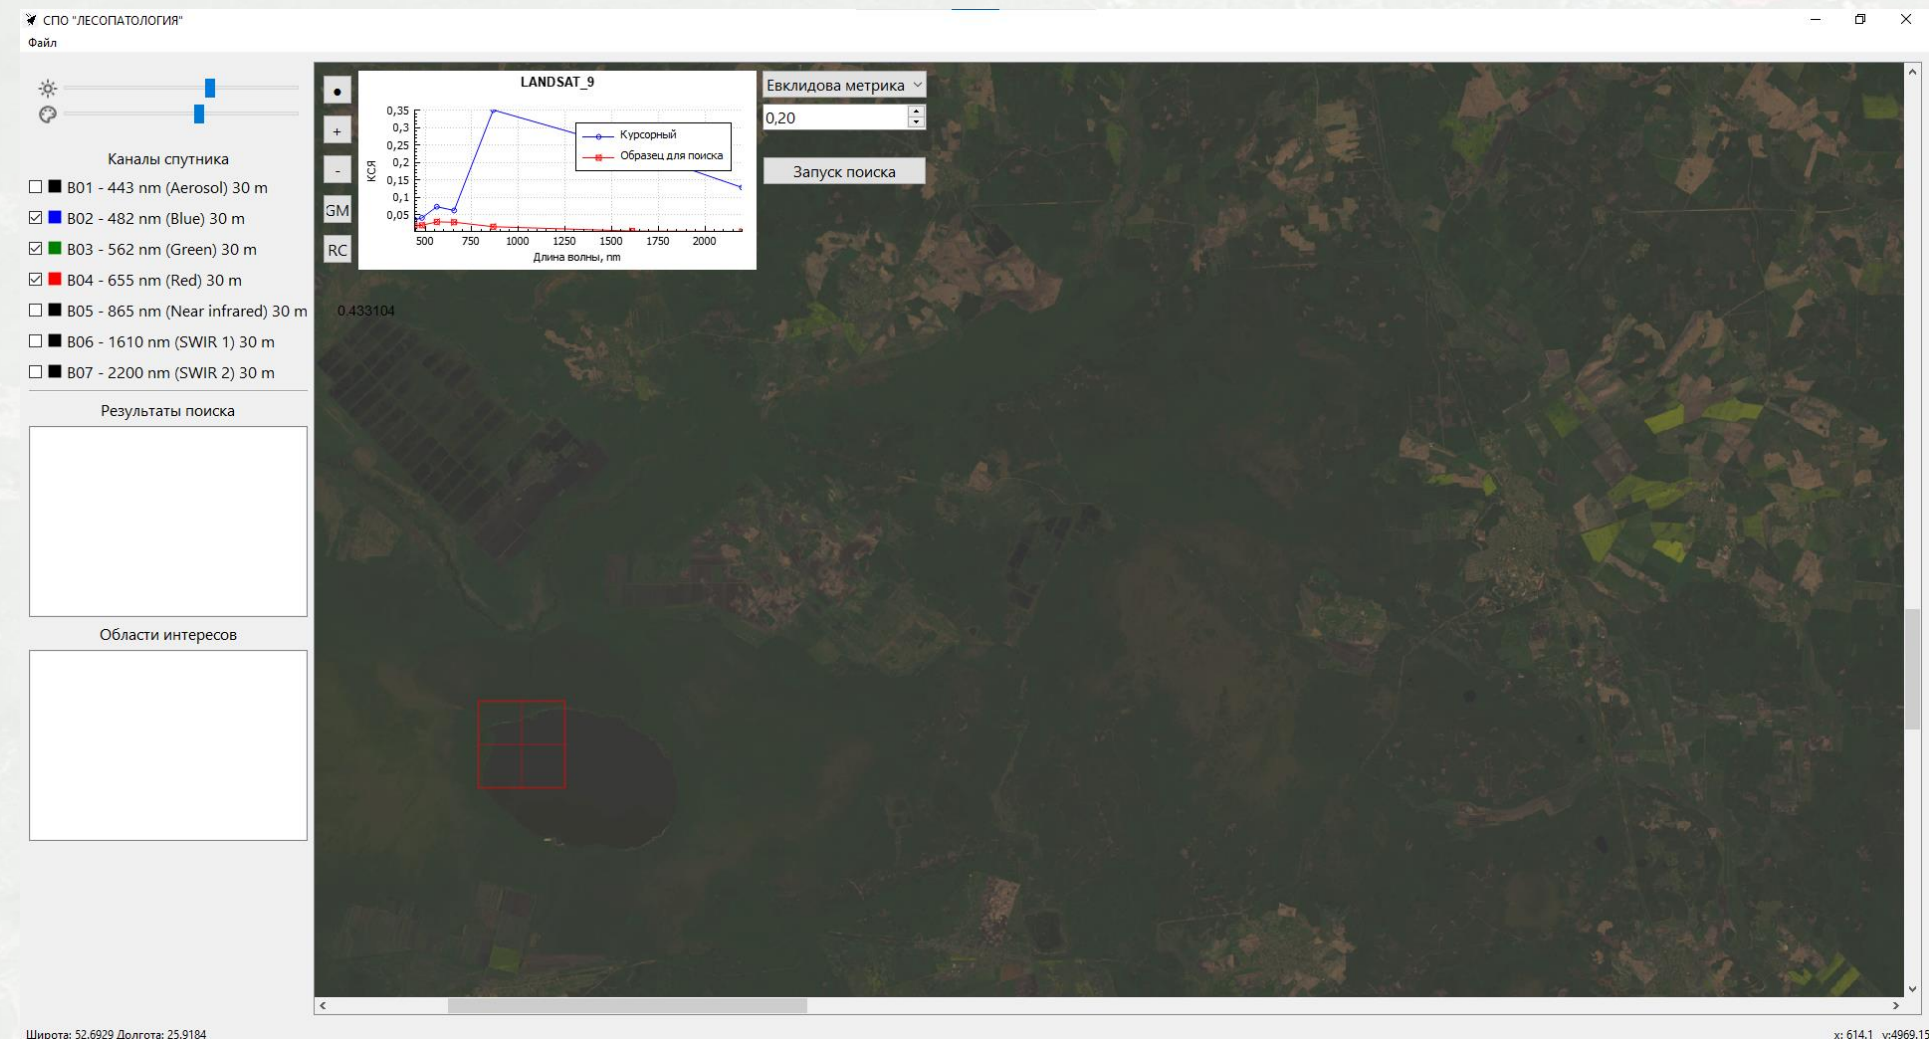 СПО "ЛЕСОПАТОЛОГИЯ"
Файл
Каналы спутника
B01 - 443 nm (Aerosol) 30 m
B02 - 482 nm (Blue) 30 m
B03 - 562 nm (Green) 30 m
B04 - 655 nm (Red) 30 m
B05 - 865 nm (Near infrared) 30 m
B06 - 1610 nm (SWIR 1) 30 m
B07 - 2200 nm (SWIR 2) 30 m
Результаты поиска
Области интересов
+
-
GM
RC
LANDSAT_9
0,35
0,3
0,25
0,2
0,15
0,1
0,05
КСЯ
Курсорный
Образец для поиска
500 750 1000 1250 1500 1750 2000
Длина волны, nm
Евклидова метрика
0,20
Запуск поиска
0.433104
Широта: 52.6929 Долгота: 25.9184
x: 614.1 y:4969.15